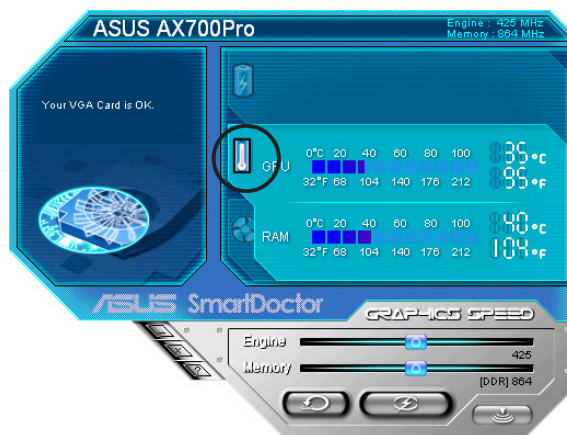 ASUS AX700Pro
Engine : 425 MHz
Memory : 864 MHz
Your VGA Card is OK.
GPU
0°C 20 40 60 80 100
32°F 68 104 140 176 212
35°C
95°F
RAM
0°C 20 40 60 80 100
32°F 68 104 140 176 212
40°C
104°F
ASUS SmartDoctor
GRAPHICS SPEED
Engine
425
Memory
[DDR] 864
?